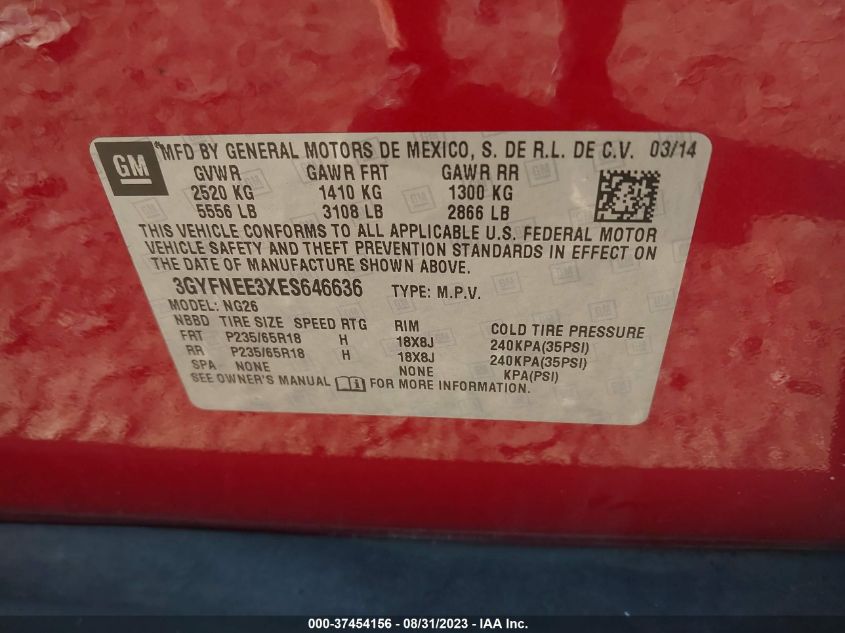 GM *MFD BY GENERAL MOTORS DE MEXICO, S. DE R.L. DE C.V. 03/14
GVWR GAWR FRT GAWR RR
2520 KG 1410 KG 1300 KG
5556 LB 3108 LB 2866 LB
THIS VEHICLE CONFORMS TO ALL APPLICABLE U.S. FEDERAL MOTOR
VEHICLE SAFETY AND THEFT PREVENTION STANDARDS IN EFFECT ON
THE DATE OF MANUFACTURE SHOWN ABOVE.
3GYFNEE3XES646636 TYPE: M.P.V.
MODEL: NG26
NBBD TIRE SIZE SPEED RTG RIM COLD TIRE PRESSURE
FRT P235/65R18 H 18X8J 240KPA(35PSI)
RR P235/65R18 H 18X8J 240KPA(35PSI)
SPA NONE NONE KPA(PSI)
SEE OWNER'S MANUAL FOR MORE INFORMATION.
000-37454156 - 08/31/2023 - IAA Inc.